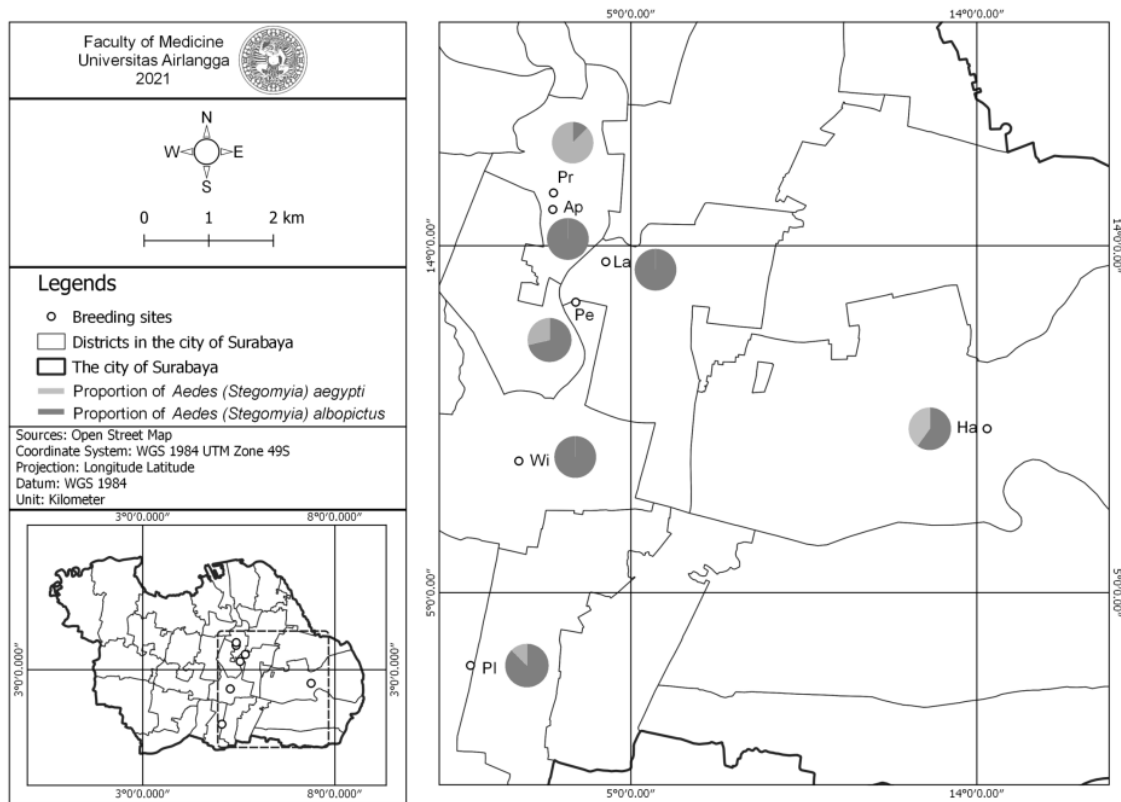 Faculty of Medicine
Universitas Airlangga
2021
N
W E
S
0 1 2 km
Legends
Breeding sites
Districts in the city of Surabaya
The city of Surabaya
Proportion of Aedes (Stegomyia) aegypti
Proportion of Aedes (Stegomyia) albopictus
Sources: Open Street Map
Coordinate System: WGS 1984 UTM Zone 49S
Projection: Longitude Latitude
Datum: WGS 1984
Unit: Kilometer
3°0′0.000″ 8°0′0.000″
3°0′0.000″ 3°0′0.000″
3°0′0.000″ 8°0′0.000″
5°0′0.00″ 14°0′0.00″
Pr
Ap
14°0′0.00″ 14°0′0.00″
La
Pe
Ha
Wi
5°0′0.00″ 5°0′0.00″
Pl
5°0′0.00″ 14°0′0.00″